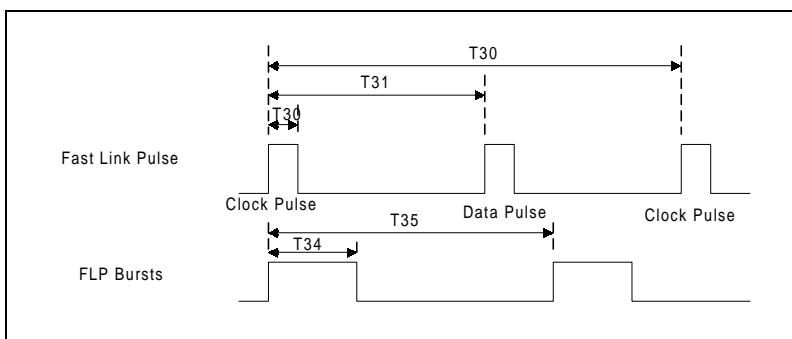 T30
T31
T30
Fast Link Pulse
Clock Pulse
Data Pulse
Clock Pulse
T35
T34
FLP Bursts